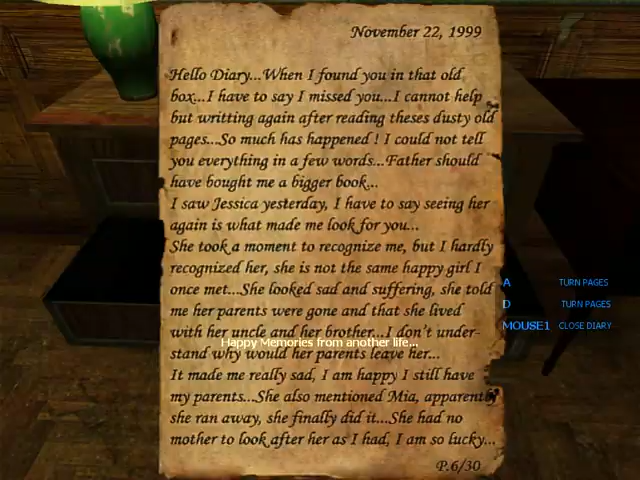 November 22, 1999
Hello Diary...When I found you in that old
box...I have to say I missed you...I cannot help
but writting again after reading theses dusty old
pages...So much has happened ! I could not tell
you everything in a few words...Father should
have bought me a bigger book...
I saw Jessica yesterday, I have to say seeing her
again is what made me look for you...
She took a moment to recognize me, but I hardly
recognized her, she is not the same happy girl I
once met...She looked sad and suffering, she told
me her parents were gone and that she lived
with her uncle and her brother...I don't under-
Happy Memories from another life...
stand why would her parents leave her...
It made me really sad, I am happy I still have
my parents...She also mentioned Mia, apparently
she ran away, she finally did it...She had no
mother to look after her as I had, I am so lucky...
P.6/30
A TURN PAGES
D TURN PAGES
MOUSE1 CLOSE DIARY